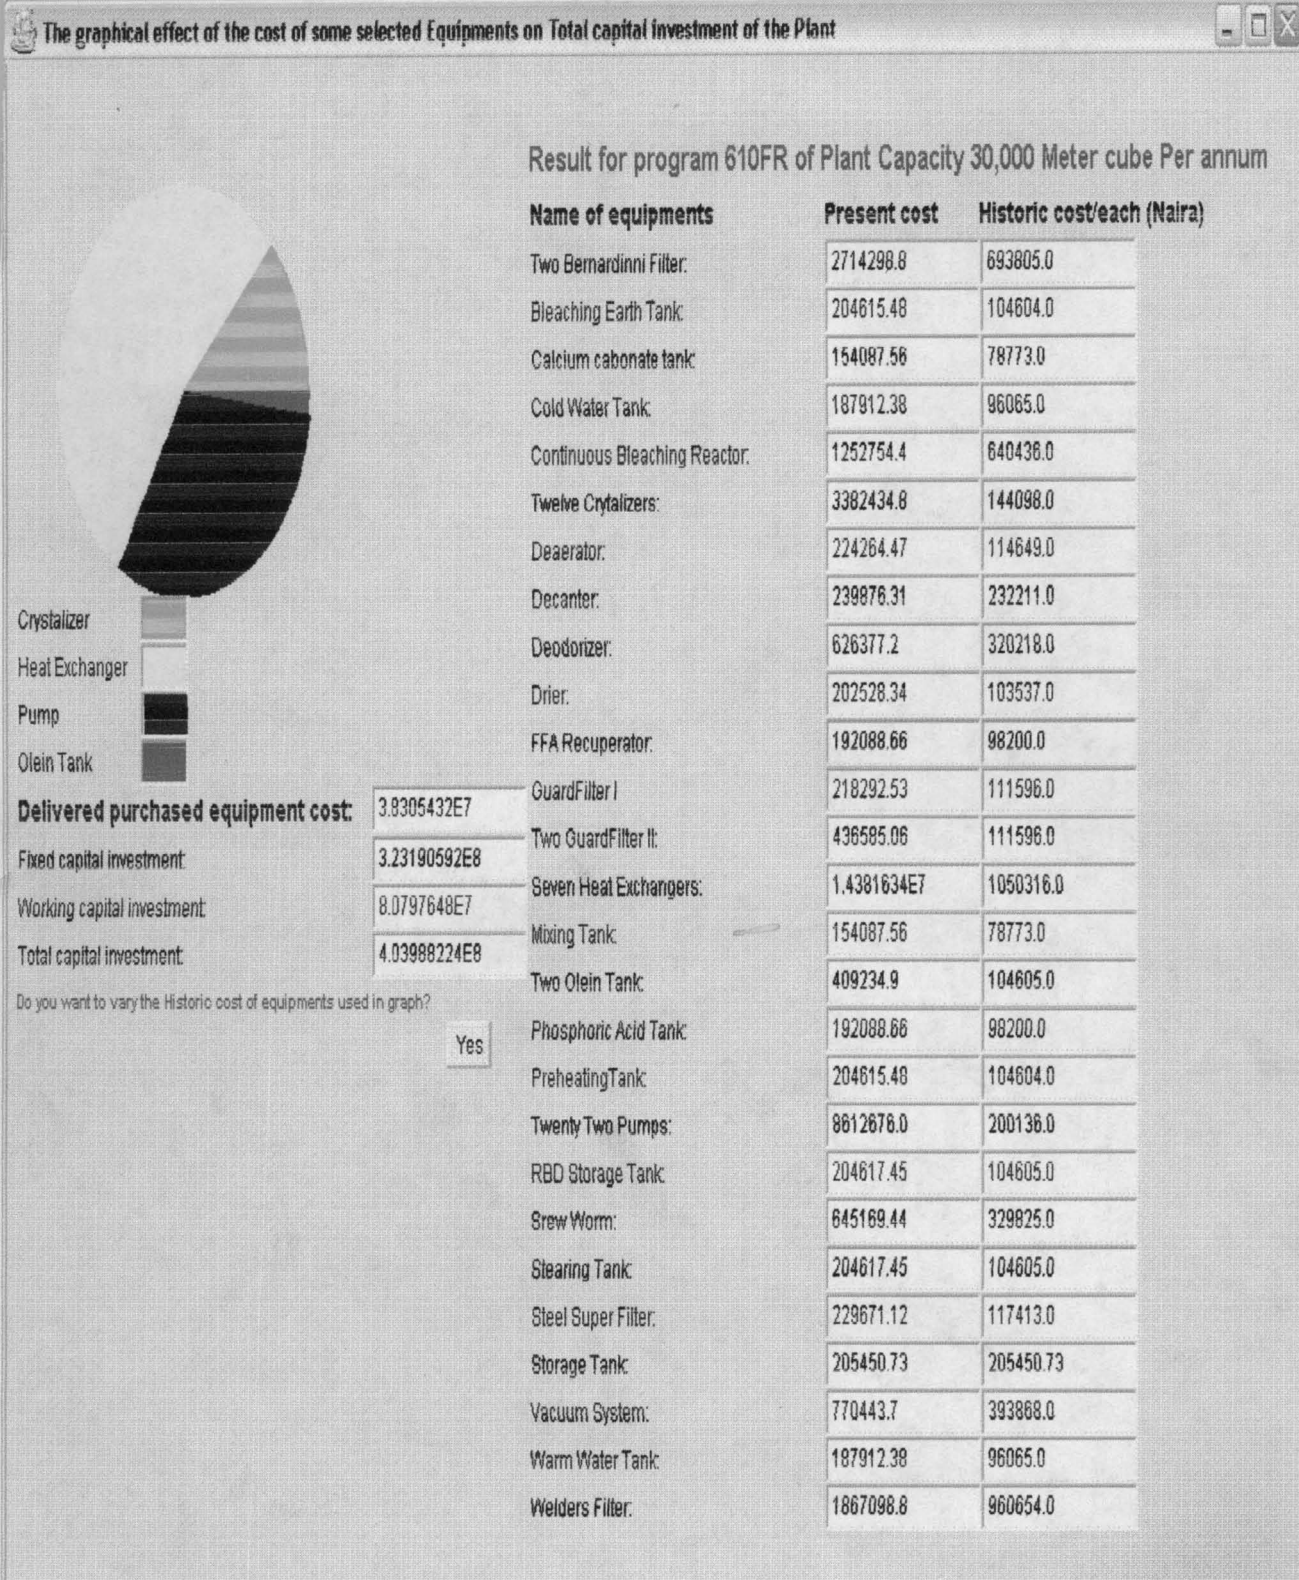 The graphical effect of the cost of some selected Equipments on Total capital investment of the Plant
Result for program 610FR of Plant Capacity 30,000 Meter cube Per annum
Name of equipments Present cost Historic cost/each (Naira)
Two Bernardinni Filter: 2714298.8 693805.0
Bleaching Earth Tank: 204615.48 104604.0
Calcium cabonate tank: 154087.56 78773.0
Cold Water Tank: 187912.38 96065.0
Continuous Bleaching Reactor: 1252754.4 640436.0
Twelve Crytalizers: 3382434.8 144098.0
Deaerator: 224264.47 114649.0
Decanter: 239876.31 232211.0
Deodorizer: 626377.2 320218.0
Drier: 202528.34 103537.0
FFA Recuperator: 192088.66 98200.0
GuardFilter I 218292.53 111596.0
Two GuardFilter II: 436585.06 111596.0
Seven Heat Exchangers: 1.4381634E7 1050316.0
Mixing Tank: 154087.56 78773.0
Two Olein Tank: 409234.9 104605.0
Phosphoric Acid Tank: 192088.66 98200.0
PreheatingTank: 204615.48 104604.0
Twenty Two Pumps: 8612676.0 200136.0
RBD Storage Tank: 204617.45 104605.0
Srew Worm: 645169.44 329825.0
Stearing Tank: 204617.45 104605.0
Steel Super Filter: 229671.12 117413.0
Storage Tank: 205450.73 205450.73
Vacuum System: 770443.7 393868.0
Warm Water Tank: 187912.38 96065.0
Welders Filter: 1867098.8 960654.0
Crystalizer
Heat Exchanger
Pump
Olein Tank
Delivered purchased equipment cost: 3.8305432E7
Fixed capital investment: 3.23190592E8
Working capital investment: 8.0797648E7
Total capital investment: 4.03988224E8
Do you want to vary the Historic cost of equipments used in graph?
Yes